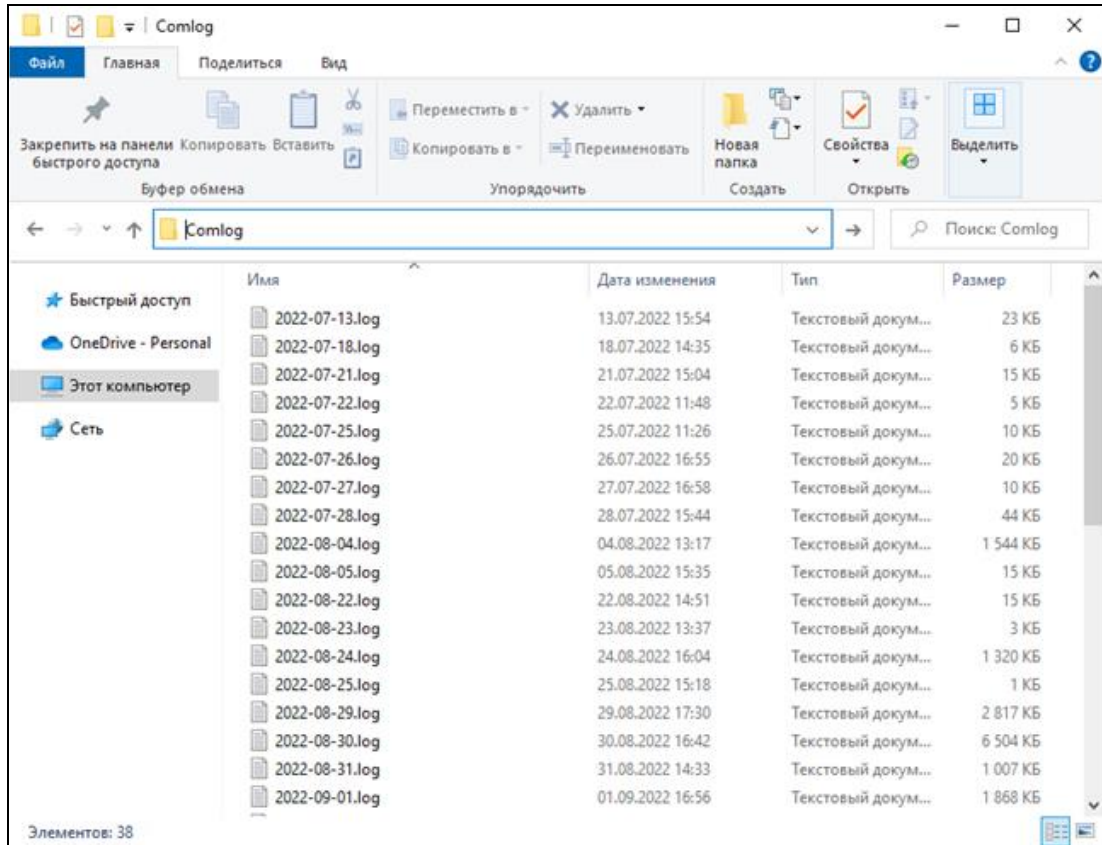 Comlog
Файл Главная Поделиться Вид
Переместить в Удалить
Закрепить на панели быстрого доступа Копировать Вставить Копировать в Переименовать Новая папка Свойства Выделить
Буфер обмена Упорядочить Создать Открыть
Comlog Поиск: Comlog
Имя Дата изменения Тип Размер
Быстрый доступ
OneDrive - Personal
Этот компьютер
Сеть
2022-07-13.log 13.07.2022 15:54 Текстовый докум... 23 КБ
2022-07-18.log 18.07.2022 14:35 Текстовый докум... 6 КБ
2022-07-21.log 21.07.2022 15:04 Текстовый докум... 15 КБ
2022-07-22.log 22.07.2022 11:48 Текстовый докум... 5 КБ
2022-07-25.log 25.07.2022 11:26 Текстовый докум... 10 КБ
2022-07-26.log 26.07.2022 16:55 Текстовый докум... 20 КБ
2022-07-27.log 27.07.2022 16:58 Текстовый докум... 10 КБ
2022-07-28.log 28.07.2022 15:44 Текстовый докум... 44 КБ
2022-08-04.log 04.08.2022 13:17 Текстовый докум... 1 544 КБ
2022-08-05.log 05.08.2022 15:35 Текстовый докум... 15 КБ
2022-08-22.log 22.08.2022 14:51 Текстовый докум... 15 КБ
2022-08-23.log 23.08.2022 13:37 Текстовый докум... 3 КБ
2022-08-24.log 24.08.2022 16:04 Текстовый докум... 1 320 КБ
2022-08-25.log 25.08.2022 15:18 Текстовый докум... 1 КБ
2022-08-29.log 29.08.2022 17:30 Текстовый докум... 2 817 КБ
2022-08-30.log 30.08.2022 16:42 Текстовый докум... 6 504 КБ
2022-08-31.log 31.08.2022 14:33 Текстовый докум... 1 007 КБ
2022-09-01.log 01.09.2022 16:56 Текстовый докум... 1 868 КБ
Элементов: 38